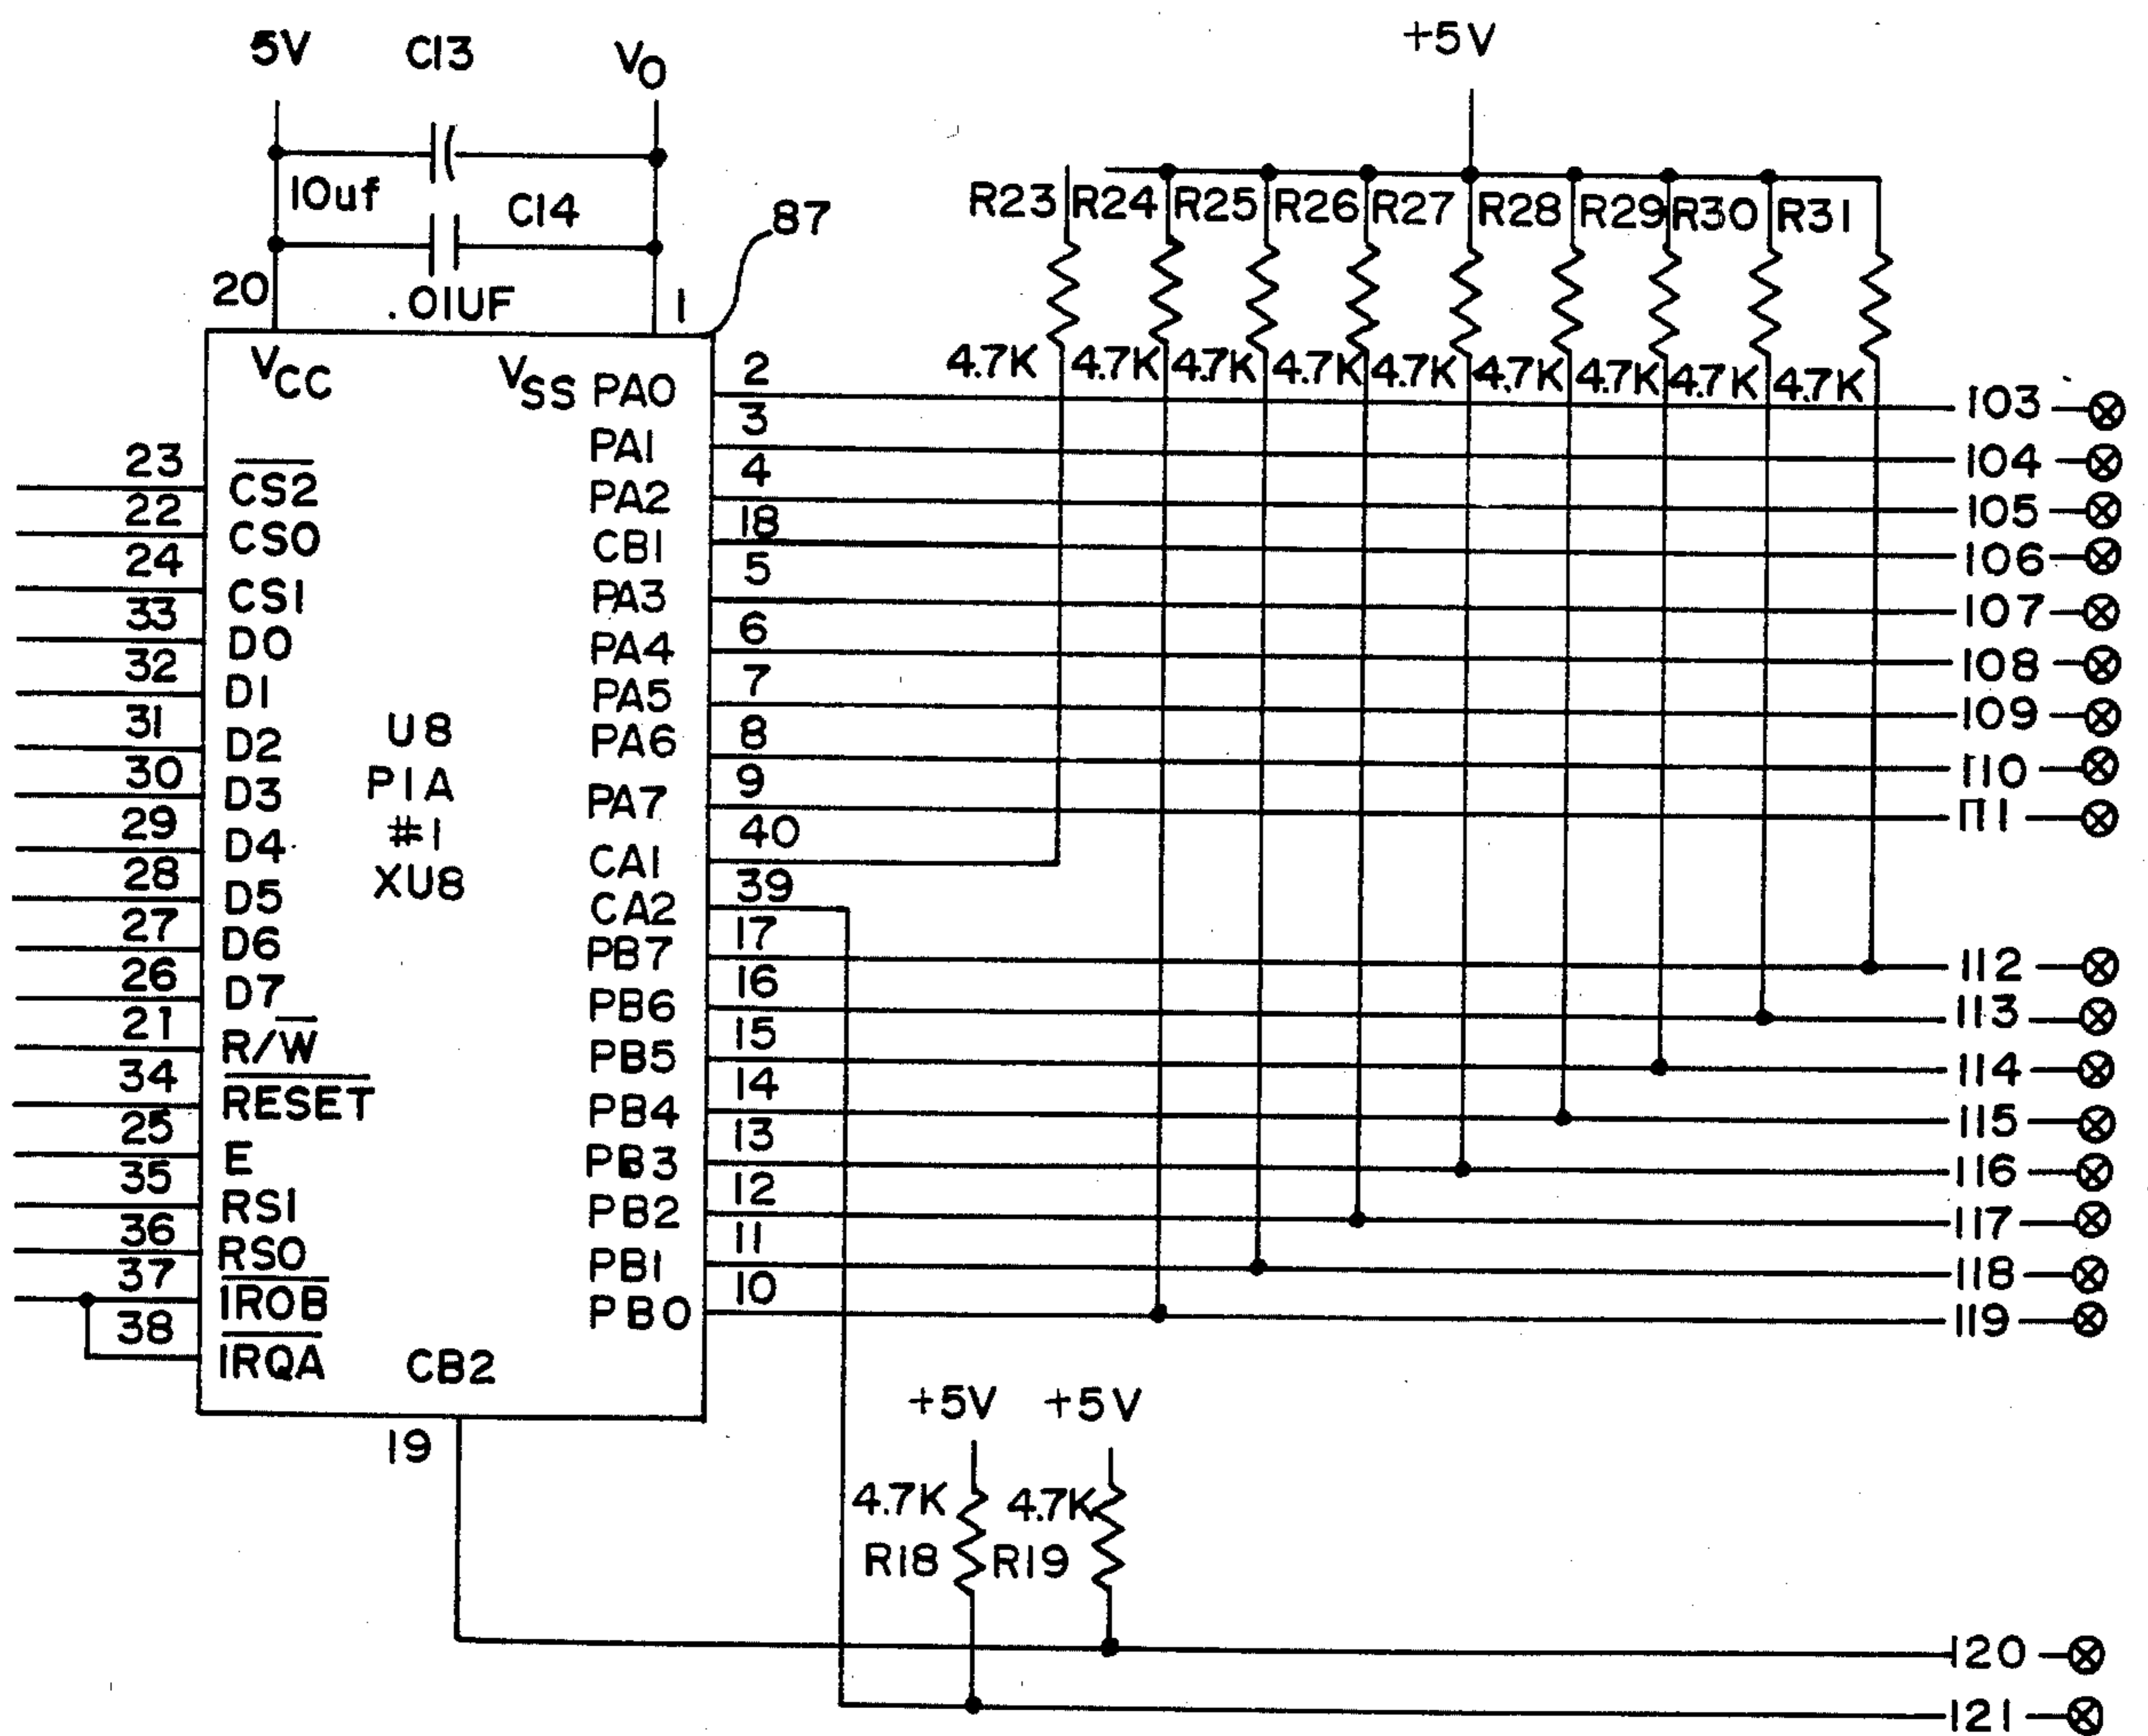 5V C13 V0 +5V
10uf C14 87
R23 R24 R25 R26 R27 R28 R29 R30 R31
20 .01UF 1
4.7K 4.7K 4.7K 4.7K 4.7K 4.7K 4.7K 4.7K 4.7K
VCC VSS PA0 2 103
23 CS2 PA1 3 104
22 CS0 PA2 4 105
24 CS1 CB1 18 106
33 D0 PA3 5 107
32 D1 PA4 6 108
31 D2 PA5 7 109
30 D3 PA6 8 110
29 D4 PA7 9 111
28 D5 CA1 40
27 D6 CA2 39
26 D7 PB7 17 112
21 R/W PB6 16 113
34 RESET PB5 15 114
25 E PB4 14 115
35 RS1 PB3 13 116
36 RS0 PB2 12 117
37 IROB PB1 11 118
38 IRQA PB0 10 119
U8
PIA
#1
XU8
CB2
19
+5V +5V
4.7K 4.7K
R18 R19
120
121